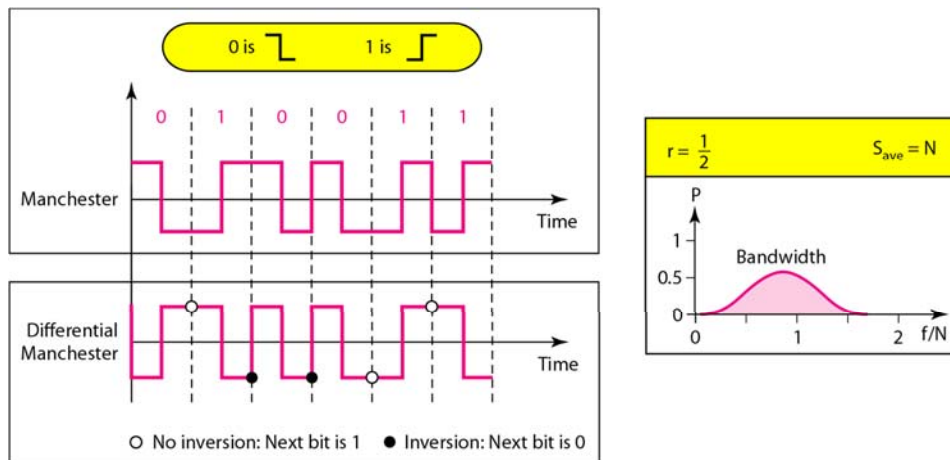 0 is 1 is
0 1 0 0 1 1
Manchester
Time
Differential
Manchester
Time
○ No inversion: Next bit is 1 ● Inversion: Next bit is 0
r = 1/2 S_ave = N
P
1
Bandwidth
0.5
0
0 1 2 f/N